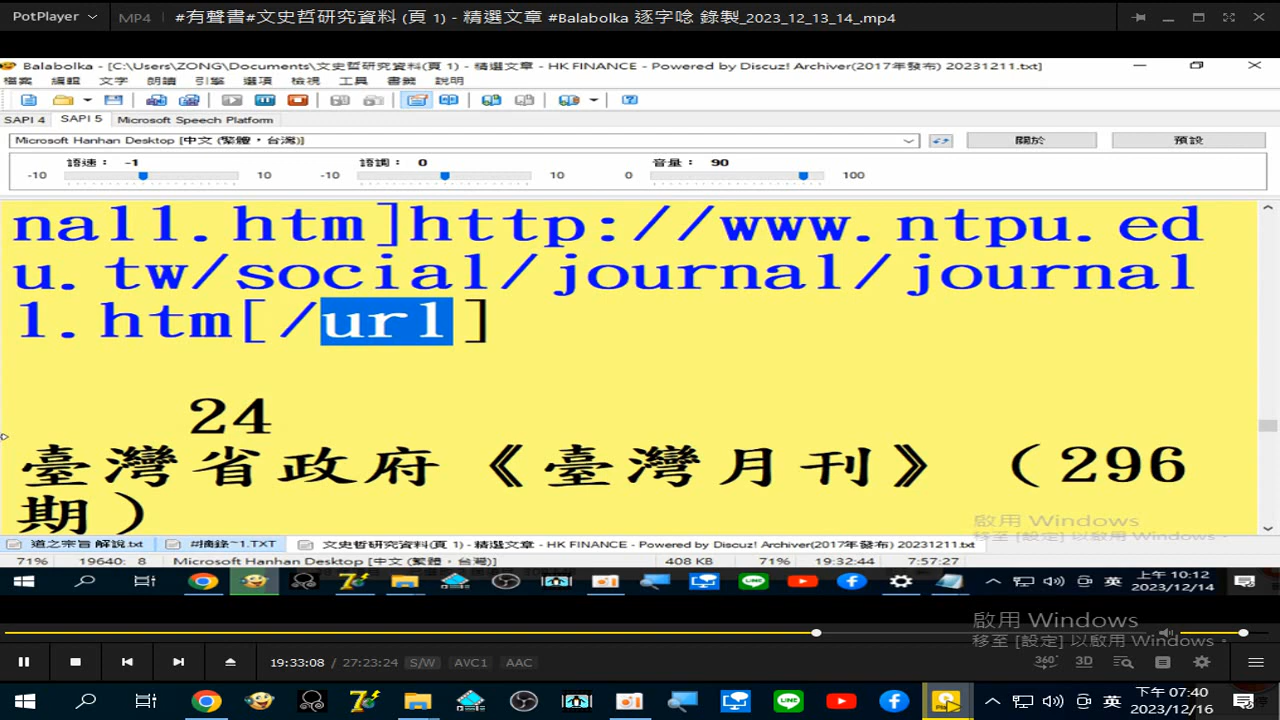 PotPlayer MP4 #有聲書#文史哲研究資料 (頁 1) - 精選文章 #Balabolka 逐字唸 錄製_2023_12_13_14_.mp4
Balabolka - [C:\Users\ZONG\Documents\文史哲研究資料(頁 1) - 精選文章 - HK FINANCE - Powered by Discuz! Archiver(2017年發布) 20231211.txt]
檔案 編輯 文字 朗讀 引擎 選項 檢視 工具 書籤 說明
SAPI 4 SAPI 5 Microsoft Speech Platform
Microsoft Hanhan Desktop [中文 (繁體，台灣)] 關於 預設
語速： -1 語調： 0 音量： 90
-10 10 -10 10 0 100
nal1.htm]http://www.ntpu.ed
u.tw/social/journal/journal
1.htm[/url]
24
臺灣省政府《臺灣月刊》（296
期）
啟用 Windows
移至 [設定] 以啟用 Windows。
道之宗旨 解說.txt #摘錄~1.TXT 文史哲研究資料(頁 1) - 精選文章 - HK FINANCE - Powered by Discuz! Archiver(2017年發布) 20231211.txt
71% 19640: 8 Microsoft Hanhan Desktop [中文 (繁體，台灣)] 408 KB 71% 19:32:44 7:57:27
英 上午 10:12
2023/12/14
啟用 Windows
移至 [設定] 以啟用 Windows。
19:33:08 / 27:23:24 S/W AVC1 AAC 360° 3D
英 下午 07:40
2023/12/16